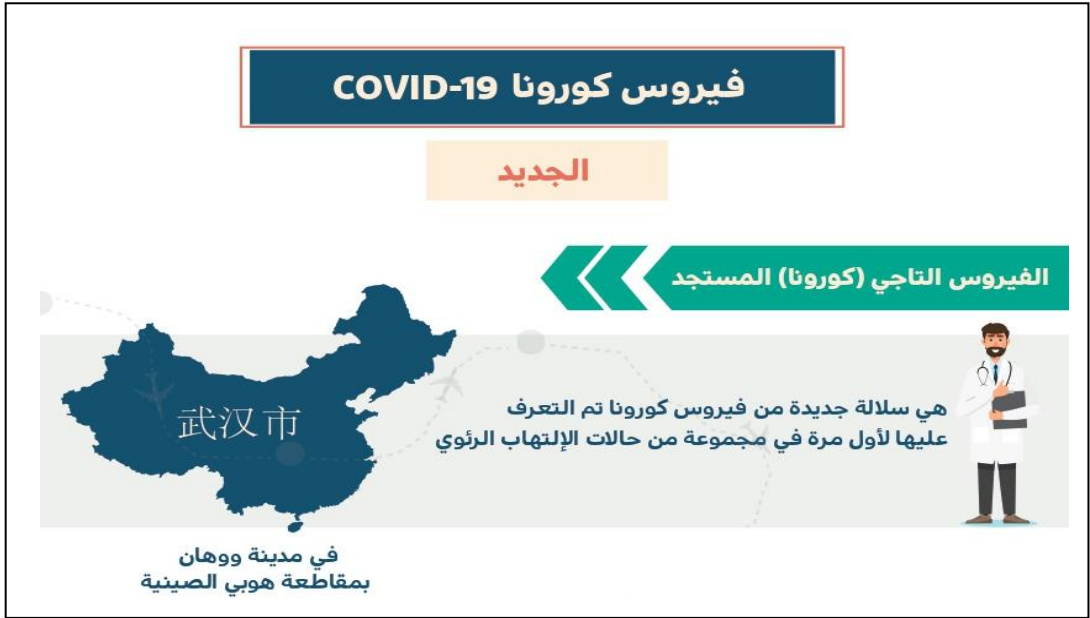 فيروس كورونا COVID-19
الجديد
الفيروس التاجي (كورونا) المستجد
هي سلالة جديدة من فيروس كورونا تم التعرف
عليها لأول مرة في مجموعة من حالات الإلتهاب الرئوي
武汉市
في مدينة ووهان
بمقاطعة هوبي الصينية